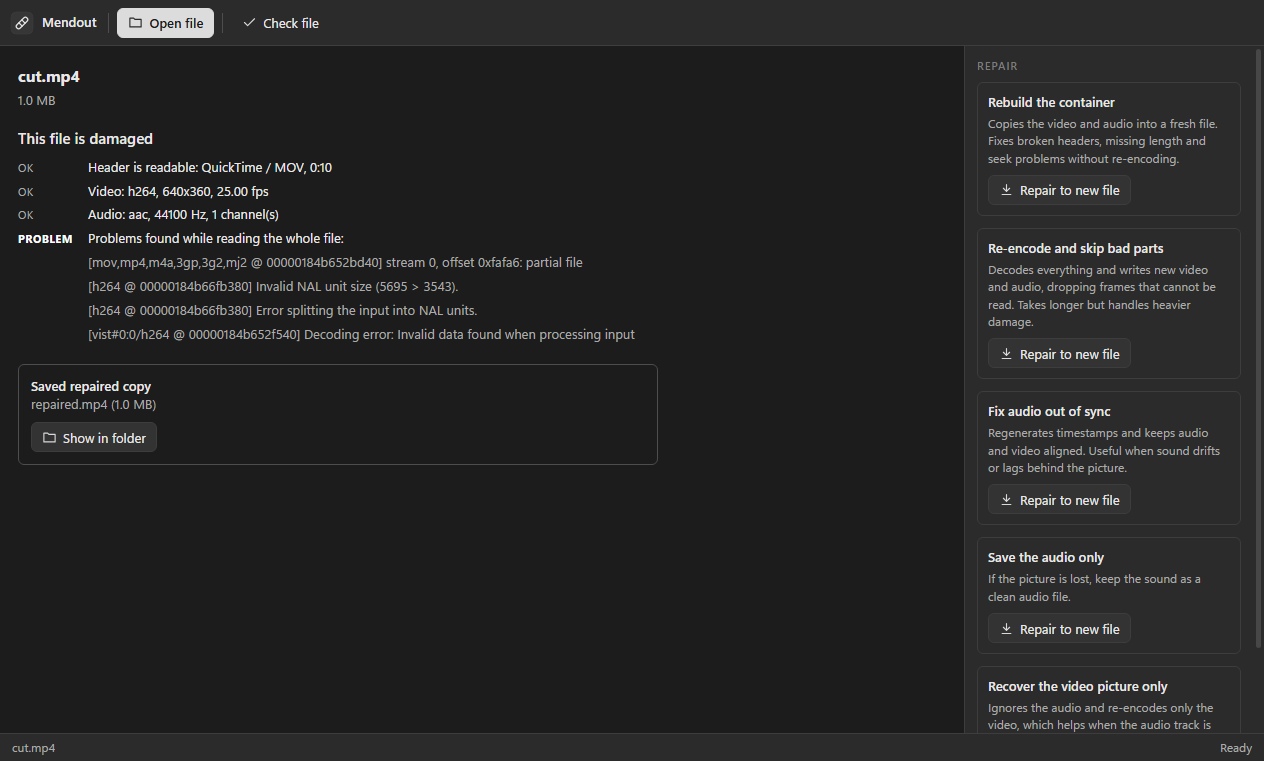 Mendout
Open file
Check file
cut.mp4
1.0 MB
This file is damaged
OK Header is readable: QuickTime / MOV, 0:10
OK Video: h264, 640x360, 25.00 fps
OK Audio: aac, 44100 Hz, 1 channel(s)
PROBLEM Problems found while reading the whole file:
[mov,mp4,m4a,3gp,3g2,mj2 @ 00000184b652bd40] stream 0, offset 0xfafa6: partial file
[h264 @ 00000184b66fb380] Invalid NAL unit size (5695 > 3543).
[h264 @ 00000184b66fb380] Error splitting the input into NAL units.
[vist#0:0/h264 @ 00000184b652f540] Decoding error: Invalid data found when processing input
Saved repaired copy
repaired.mp4 (1.0 MB)
Show in folder
REPAIR
Rebuild the container
Copies the video and audio into a fresh file.
Fixes broken headers, missing length and
seek problems without re-encoding.
Repair to new file
Re-encode and skip bad parts
Decodes everything and writes new video
and audio, dropping frames that cannot be
read. Takes longer but handles heavier
damage.
Repair to new file
Fix audio out of sync
Regenerates timestamps and keeps audio
and video aligned. Useful when sound drifts
or lags behind the picture.
Repair to new file
Save the audio only
If the picture is lost, keep the sound as a
clean audio file.
Repair to new file
Recover the video picture only
Ignores the audio and re-encodes only the
video, which helps when the audio track is
cut.mp4
Ready